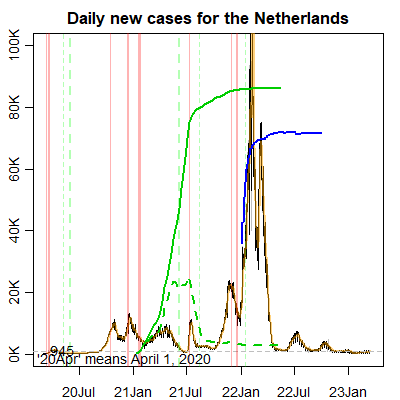 Daily new cases for the Netherlands
100K
80K
60K
40K
20K
0K
945
'20Apr' means April 1, 2020
20Jul 21Jan 21Jul 22Jan 22Jul 23Jan